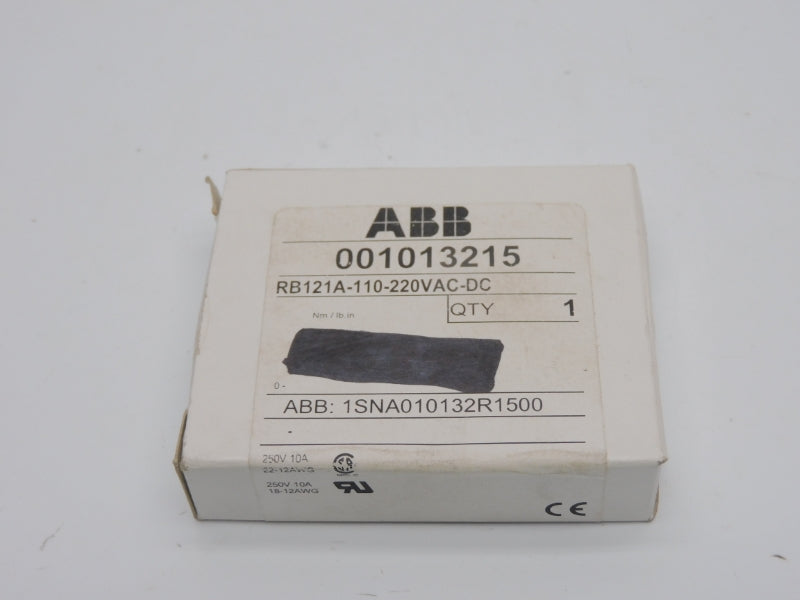 ABB
001013215
RB121A-110-220VAC-DC
QTY 1
Nm / lb.in
0 -
ABB: 1SNA010132R1500
-
250V 10A
22-12AWG
250V 10A
18-12AWG
CE